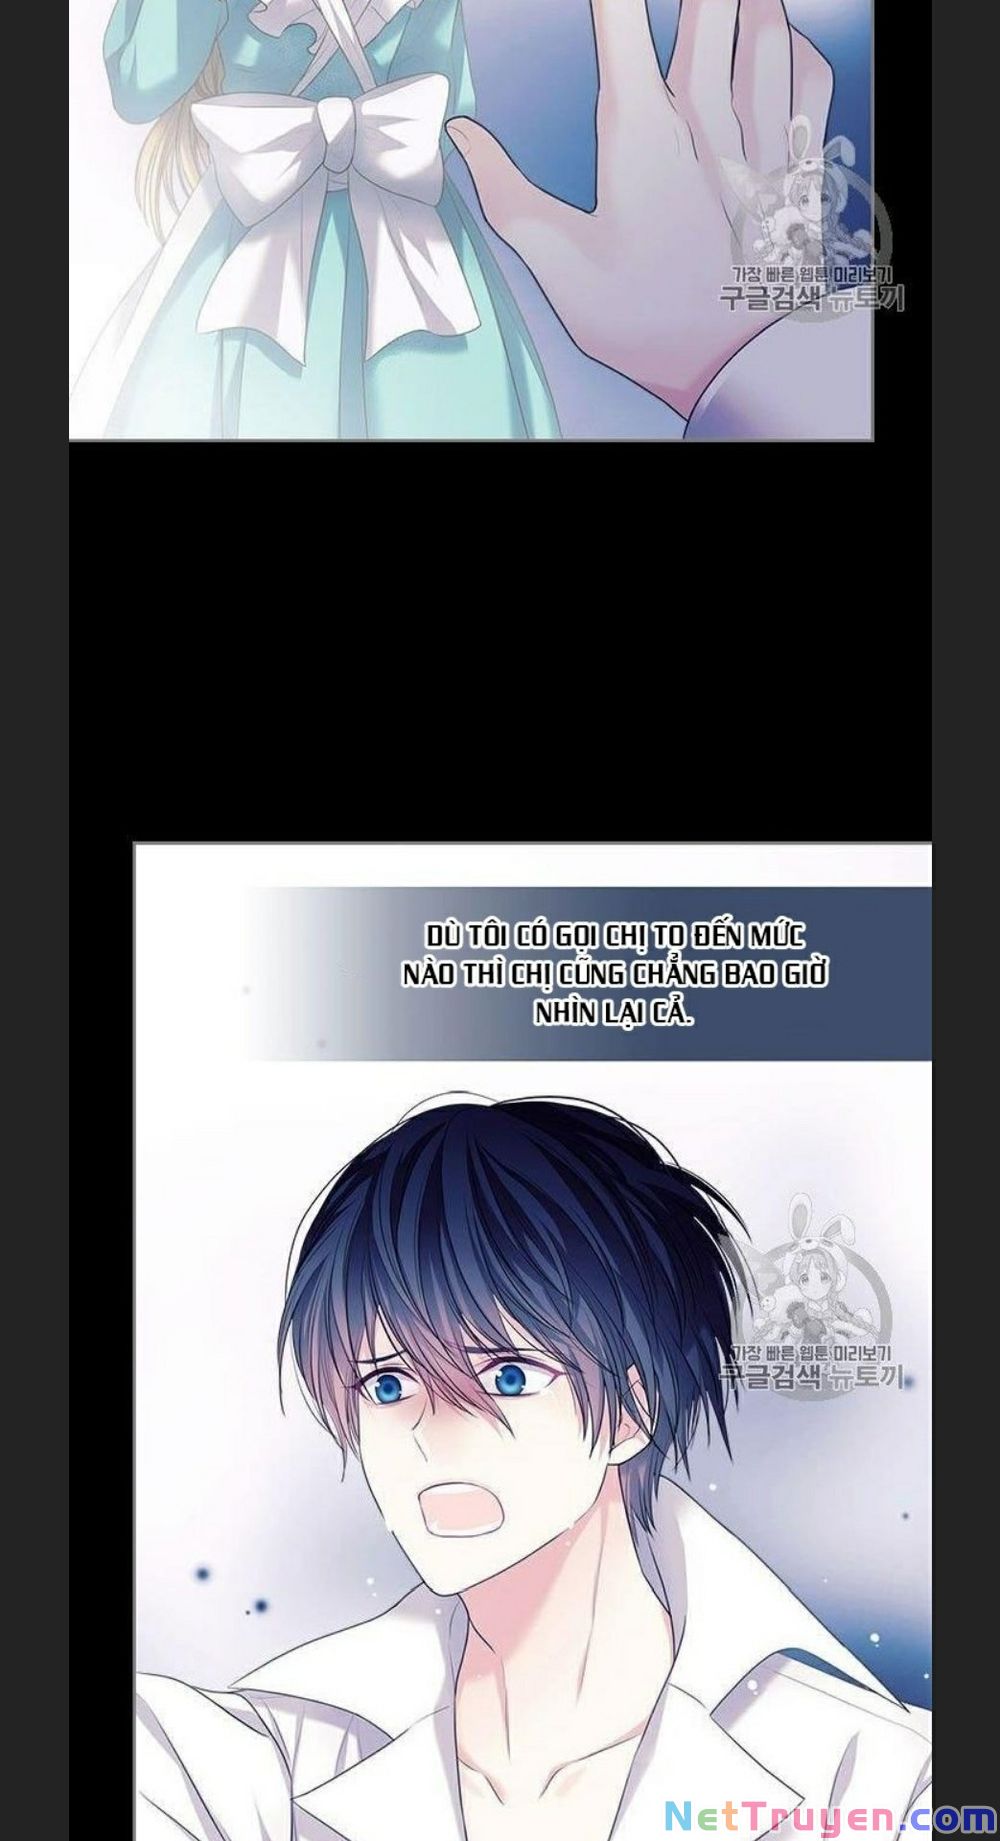 가장 빠른 웹툰 미리보기
구글검색 뉴토끼
DÙ TÔI CÓ GỌI CHỊ TO ĐẾN MỨC
NÀO THÌ CHỊ CŨNG CHẲNG BAO GIỜ
NHÌN LẠI CẢ.
가장 빠른 웹툰 미리보기
구글검색 뉴토끼
NetTruyen.com